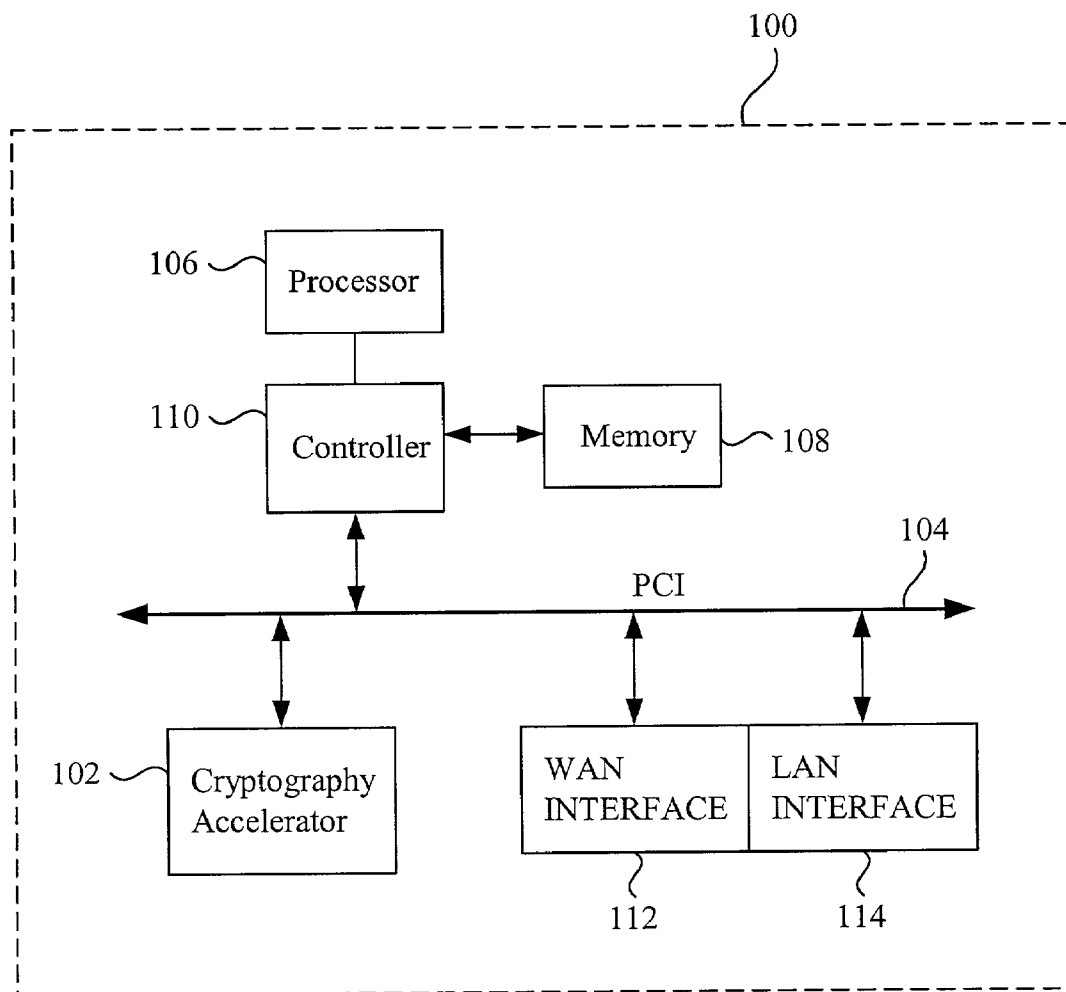 100
106
Processor
110
Controller
Memory
108
104
PCI
102
Cryptography
Accelerator
WAN
INTERFACE
LAN
INTERFACE
112
114